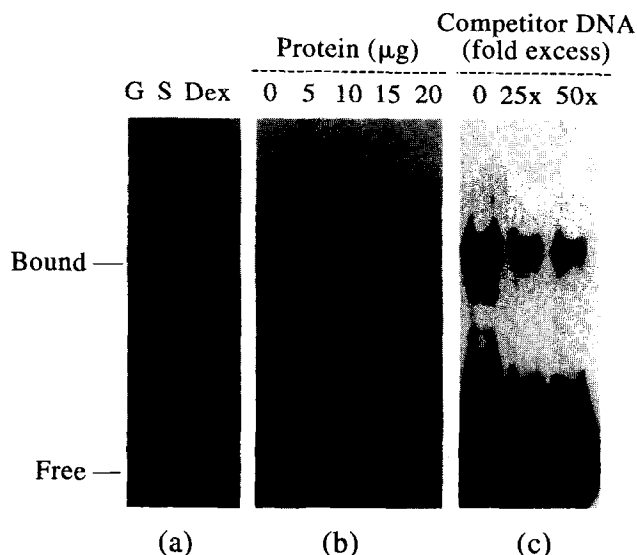 Competitor DNA
Protein (μg) (fold excess)
G S Dex 0 5 10 15 20 0 25x 50x
Bound
Free
(a) (b) (c)